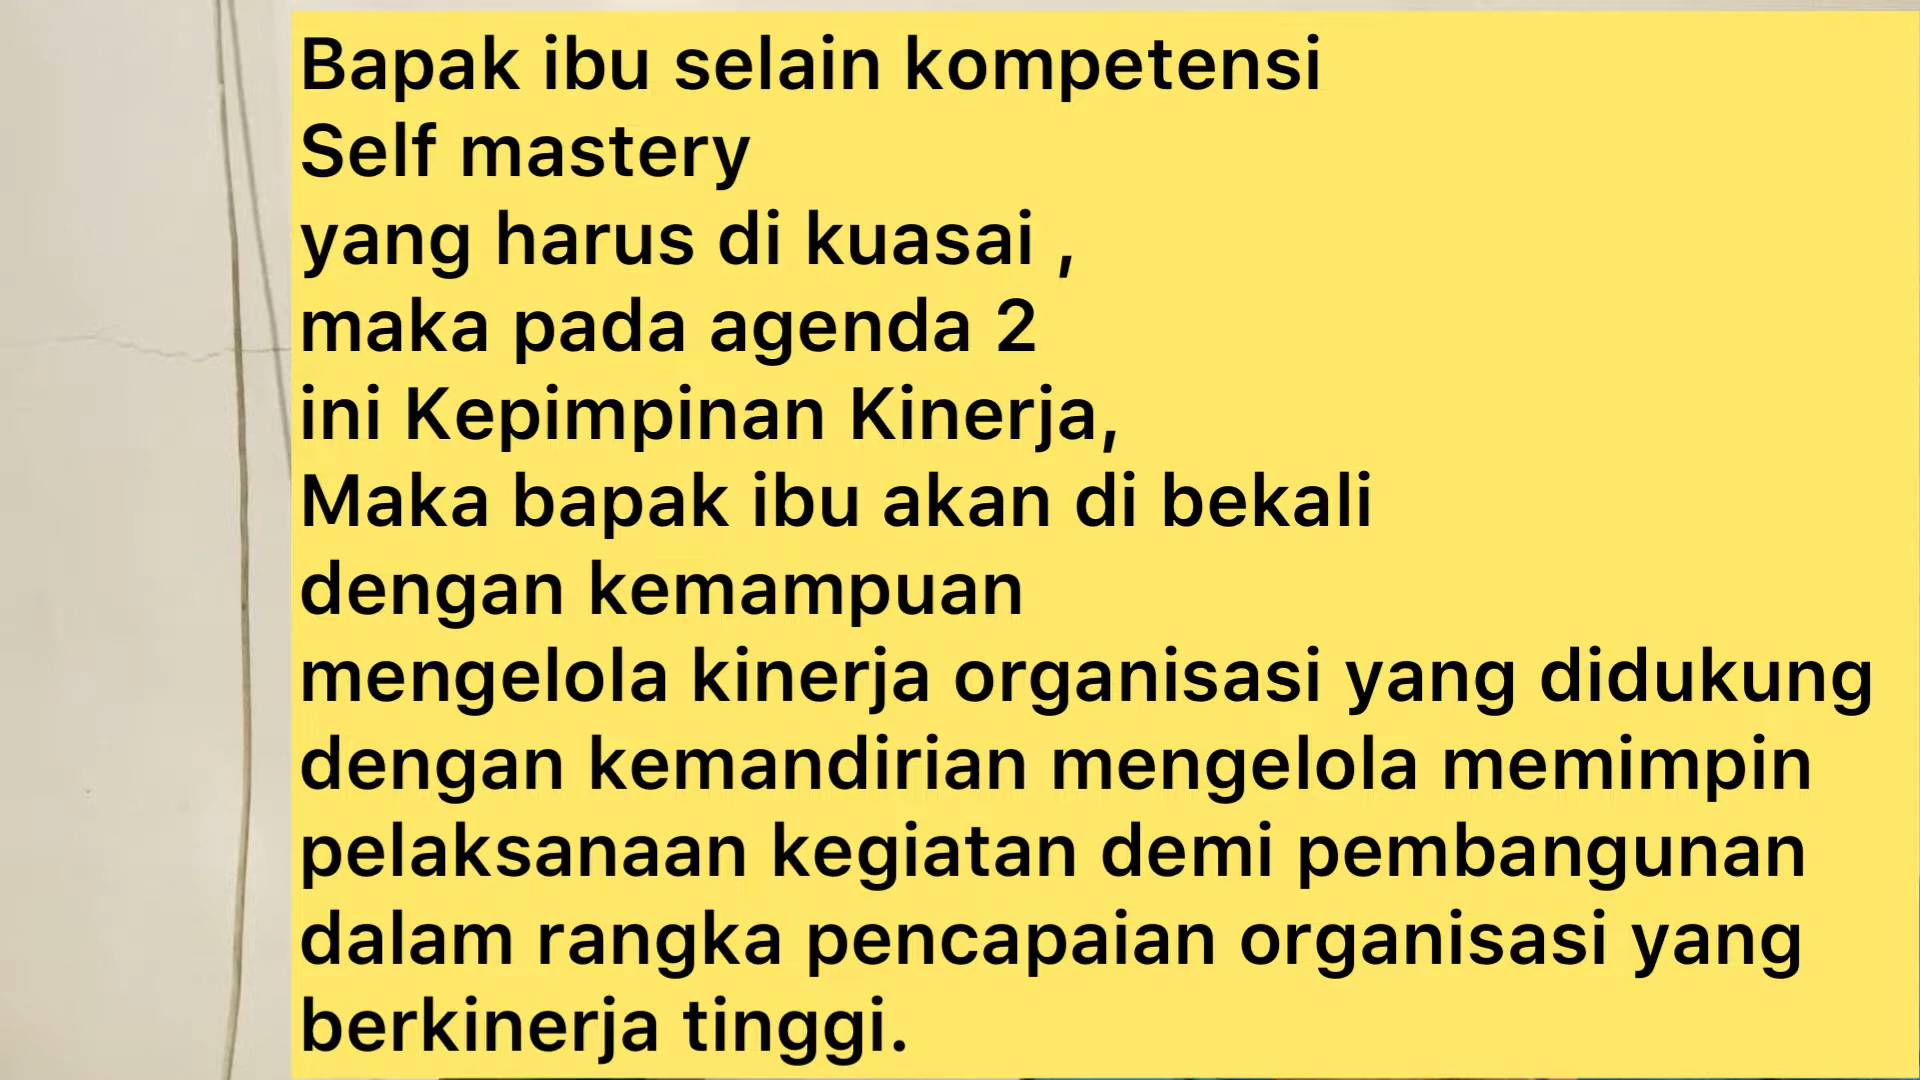 Bapak ibu selain kompetensi
Self mastery
yang harus di kuasai ,
maka pada agenda 2
ini Kepimpinan Kinerja,
Maka bapak ibu akan di bekali
dengan kemampuan
mengelola kinerja organisasi yang didukung
dengan kemandirian mengelola memimpin
pelaksanaan kegiatan demi pembangunan
dalam rangka pencapaian organisasi yang
berkinerja tinggi.